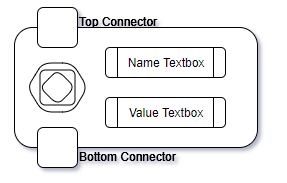 Top Connector
Name Textbox
Value Textbox
Bottom Connector